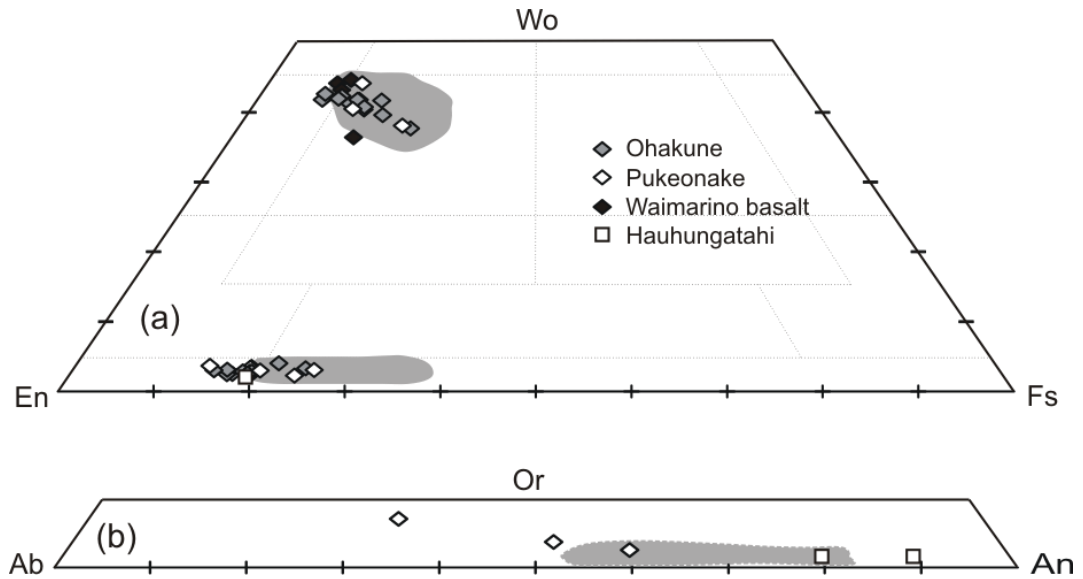 Wo
Ohakune
Pukeonake
Waimarino basalt
Hauhungatahi
(a)
En
Fs
Or
(b)
Ab
An